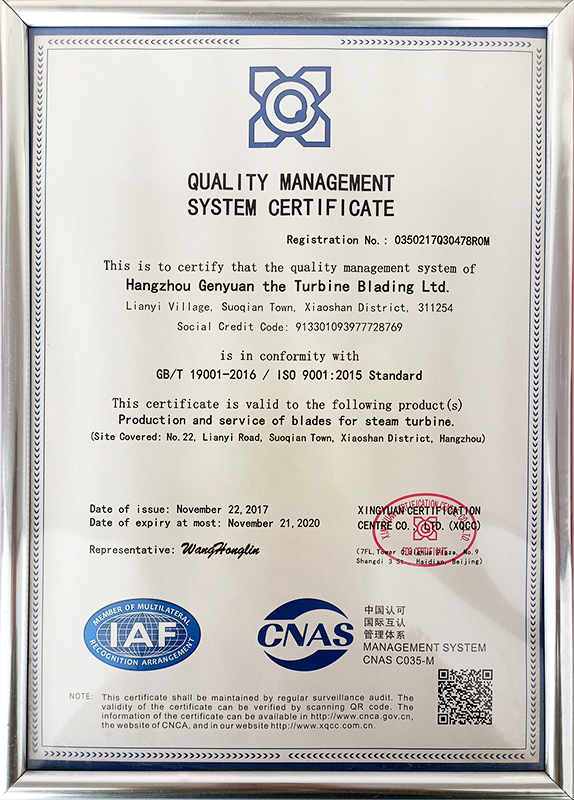 QUALITY MANAGEMENT
SYSTEM CERTIFICATE
Registration No.: 0350217Q30478ROM
This is to certify that the quality management system of
Hangzhou Genyuan the Turbine Blading Ltd.
Lianyi Village, Suoqian Town, Xiaoshan District, 311254
Social Credit Code: 913301093977728769
is in conformity with
GB/T 19001-2016 / ISO 9001:2015 Standard
This certificate is valid to the following product(s)
Production and service of blades for steam turbine.
(Site Covered: No.22, Lianyi Road, Suoqian Town, Xiaoshan District, Hangzhou)
Date of issue: November 22,2017
Date of expiry at most: November 21,2020
Representative: WangHonglin
XINGYUAN CERTIFICATION
CENTRE CO., LTD. (XQCC)
(7FL, Tower C, Plaza, No.9
Shangdi 3 St., Haidian, Beijing)
MEMBER OF MULTILATERAL
IAF
RECOGNITION ARRANGEMENT
CNAS
中国认可
国际互认
管理体系
MANAGEMENT SYSTEM
CNAS C035-M
NOTE: This certificate shall be maintained by regular surveillance audit. The
validity of the certificate can be verified by scanning QR code. The
information of the certificate can be available in http://www.cnca.gov.cn,
the website of CNCA, and in our website http://www.xqcc.com.cn.